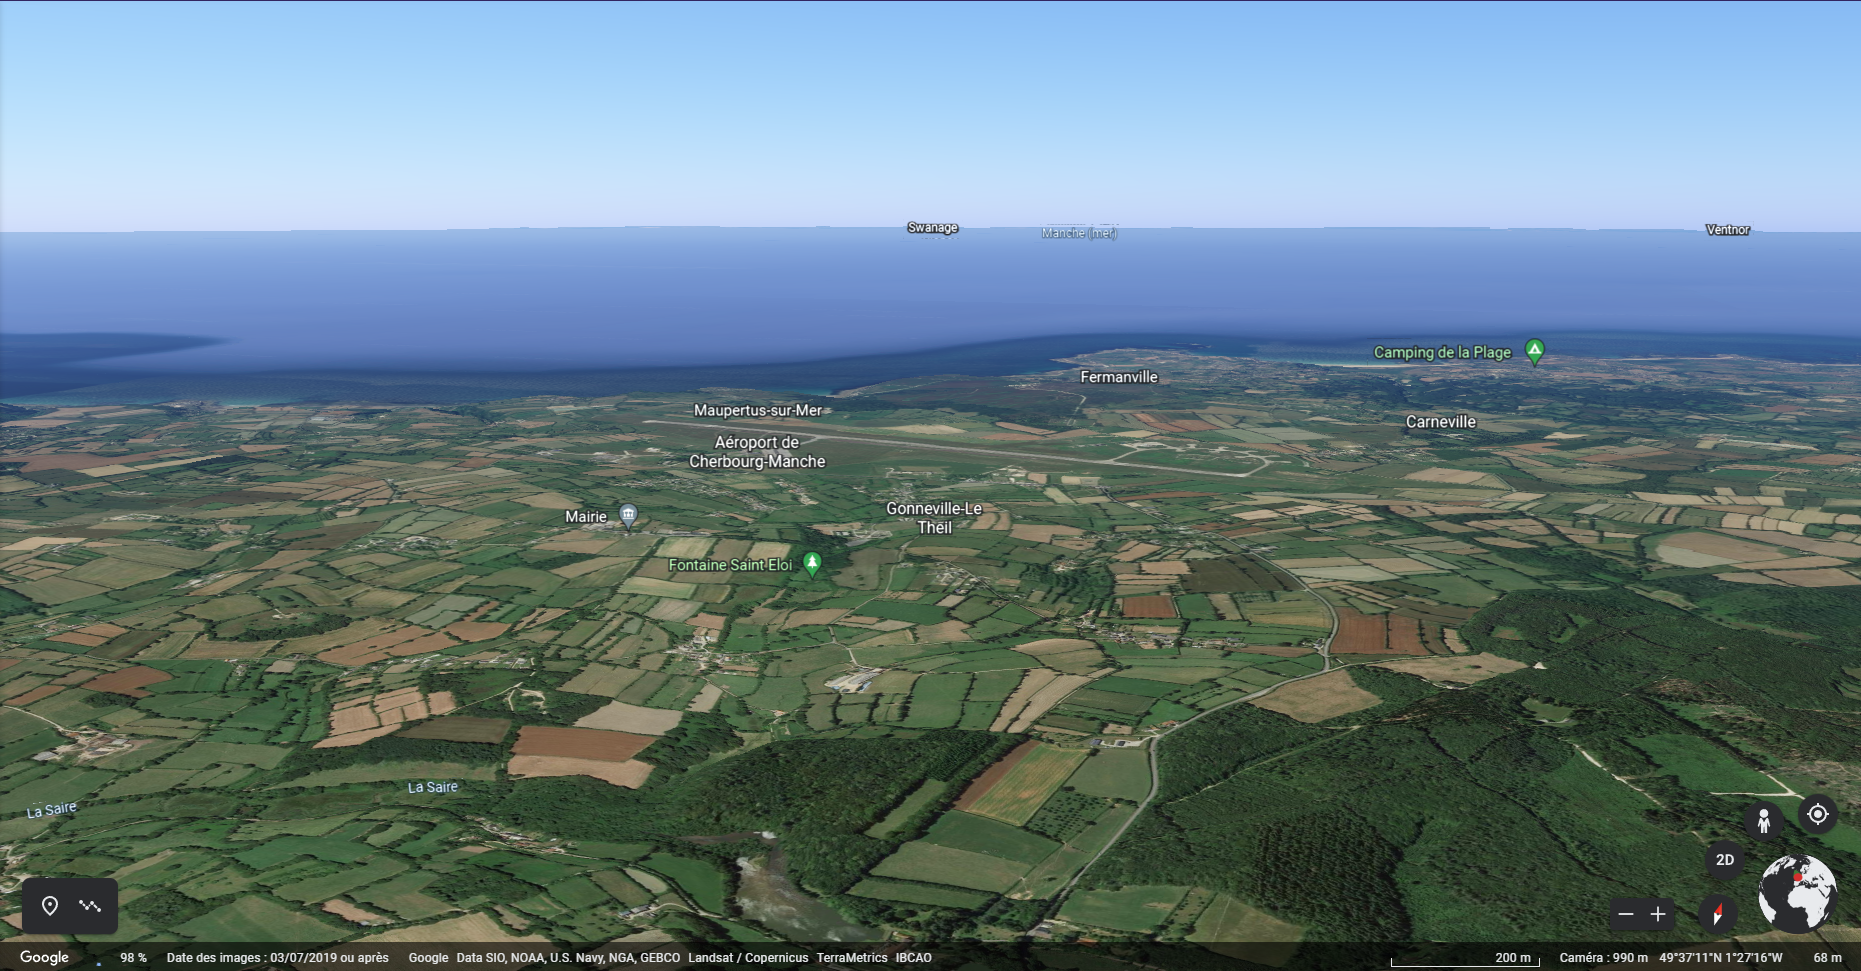 Swanage
Manche (mer)
Ventnor
Camping de la Plage
Fermanville
Maupertus-sur-Mer
Carneville
Aéroport de
Cherbourg-Manche
Mairie
Gonneville-Le
Theil
Fontaine Saint Eloi
La Saire
La Saire
2D
Google
98 %
Date des images : 03/07/2019 ou après
Google Data SIO, NOAA, U.S. Navy, NGA, GEBCO Landsat / Copernicus TerraMetrics IBCAO
200 m
Caméra : 990 m 49°37'11"N 1°27'16"W
68 m